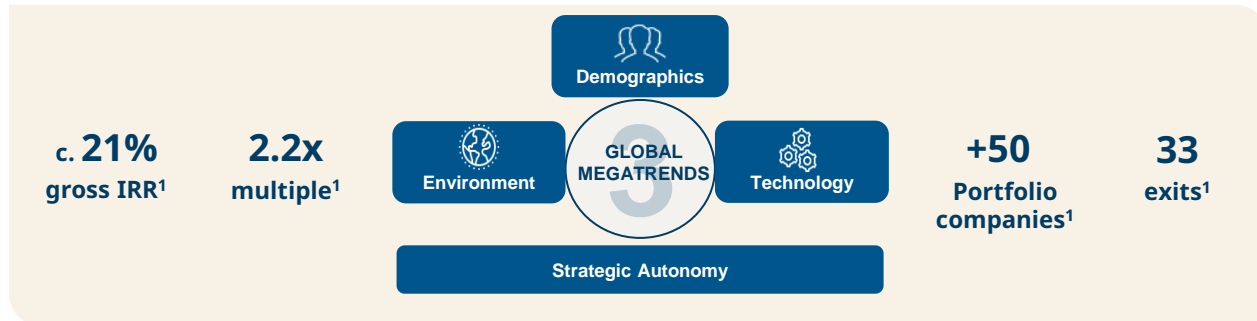 Demographics
c. 21%
gross IRR¹
2.2x
multiple¹
Environment
3
GLOBAL
MEGATRENDS
Technology
+50
Portfolio
companies¹
33
exits¹
Strategic Autonomy